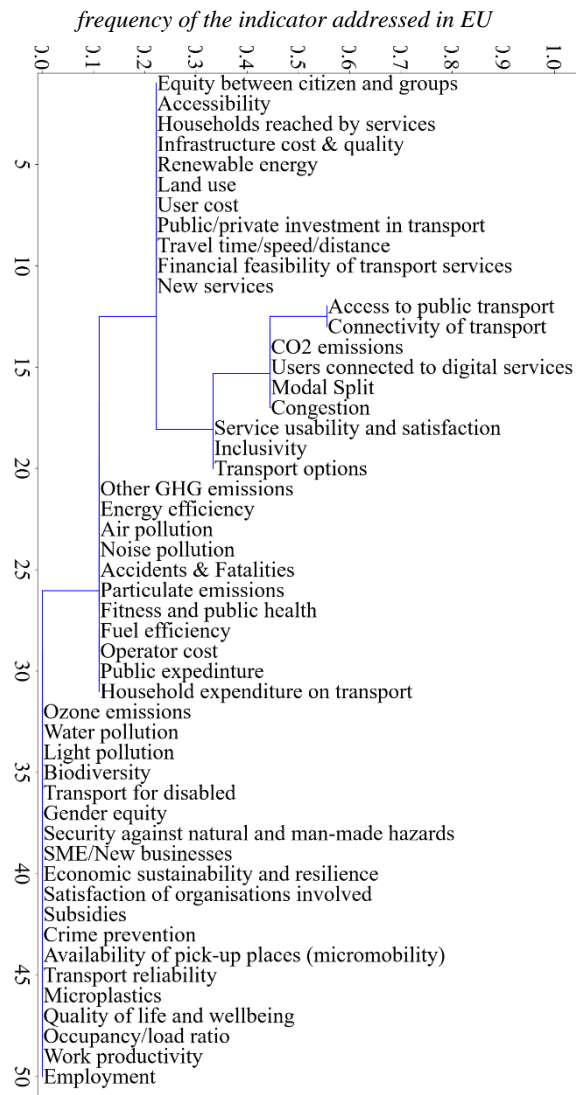 frequency of the indicator addressed in EU
0.0 0.1 0.2 0.3 0.4 0.5 0.6 0.7 0.8 0.9 1.0
Equity between citizen and groups
Accessibility
Households reached by services
Infrastructure cost & quality
5
Renewable energy
Land use
User cost
Public/private investment in transport
Travel time/speed/distance
10
Financial feasibility of transport services
New services
Access to public transport
Connectivity of transport
CO2 emissions
15
Users connected to digital services
Modal Split
Congestion
Service usability and satisfaction
Inclusivity
20
Transport options
Other GHG emissions
Energy efficiency
Air pollution
Noise pollution
25
Accidents & Fatalities
Particulate emissions
Fitness and public health
Fuel efficiency
Operator cost
30
Public expedinture
Household expenditure on transport
Ozone emissions
Water pollution
Light pollution
35
Biodiversity
Transport for disabled
Gender equity
Security against natural and man-made hazards
SME/New businesses
40
Economic sustainability and resilience
Satisfaction of organisations involved
Subsidies
Crime prevention
Availability of pick-up places (micromobility)
45
Transport reliability
Microplastics
Quality of life and wellbeing
Occupancy/load ratio
Work productivity
50
Employment